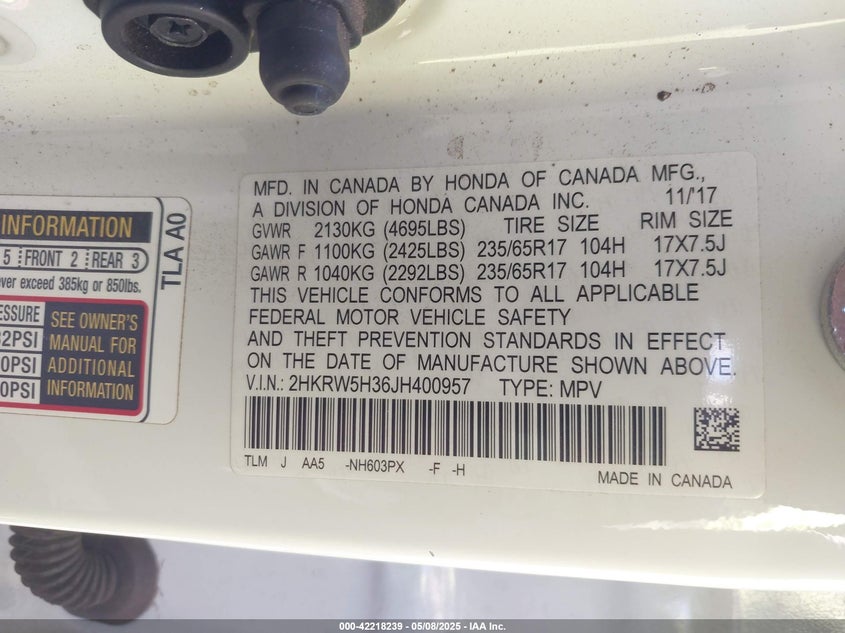 INFORMATION
5 FRONT 2 REAR 3
ever exceed 385kg or 850lbs.
SEE OWNER'S
MANUAL FOR
ADDITIONAL
INFORMATION
TLA A0
MFD. IN CANADA BY HONDA OF CANADA MFG.,
A DIVISION OF HONDA CANADA INC. 11/'17
GVWR 2130KG (4695LBS) TIRE SIZE RIM SIZE
GAWR F 1100KG (2425LBS) 235/65R17 104H 17X7.5J
GAWR R 1040KG (2292LBS) 235/65R17 104H 17X7.5J
THIS VEHICLE CONFORMS TO ALL APPLICABLE
FEDERAL MOTOR VEHICLE SAFETY
AND THEFT PREVENTION STANDARDS IN EFFECT
ON THE DATE OF MANUFACTURE SHOWN ABOVE.
V.I.N.: 2HKRW5H36JH400957 TYPE: MPV
TLM J AA5 -NH603PX -F -H
MADE IN CANADA
000-42218239 - 05/08/2025 - IAA Inc.